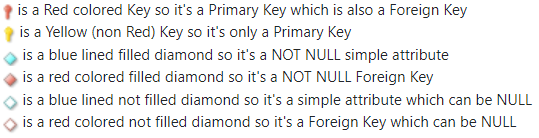 is a Red colored Key so it's a Primary Key which is also a Foreign Key
is a Yellow (non Red) Key so it's only a Primary Key
is a blue lined filled diamond so it's a NOT NULL simple attribute
is a red colored filled diamond so it's a NOT NULL Foreign Key
is a blue lined not filled diamond so it's a simple attribute which can be NULL
is a red colored not filled diamond so it's a Foreign Key which can be NULL